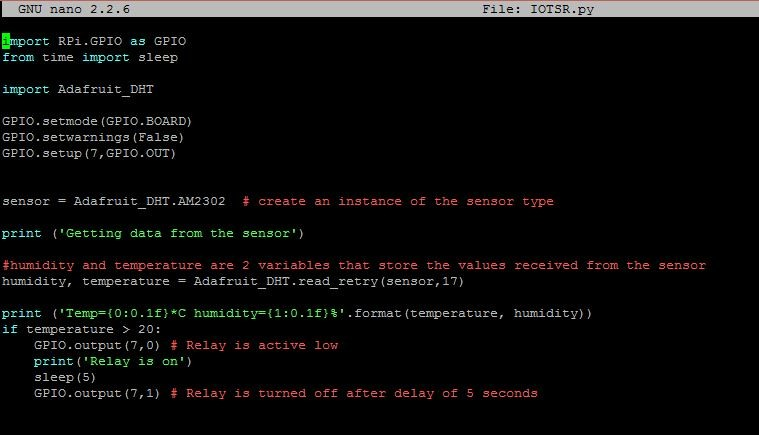 GNU nano 2.2.6 File: IOTSR.py
import RPi.GPIO as GPIO
from time import sleep
import Adafruit_DHT
GPIO.setmode(GPIO.BOARD)
GPIO.setwarnings(False)
GPIO.setup(7,GPIO.OUT)
sensor = Adafruit_DHT.AM2302  # create an instance of the sensor type
print ('Getting data from the sensor')
#humidity and temperature are 2 variables that store the values received from the sensor
humidity, temperature = Adafruit_DHT.read_retry(sensor,17)
print ('Temp={0:0.1f}*C humidity={1:0.1f}%'.format(temperature, humidity))
if temperature > 20:
    GPIO.output(7,0) # Relay is active low
    print('Relay is on')
    sleep(5)
    GPIO.output(7,1) # Relay is turned off after delay of 5 seconds